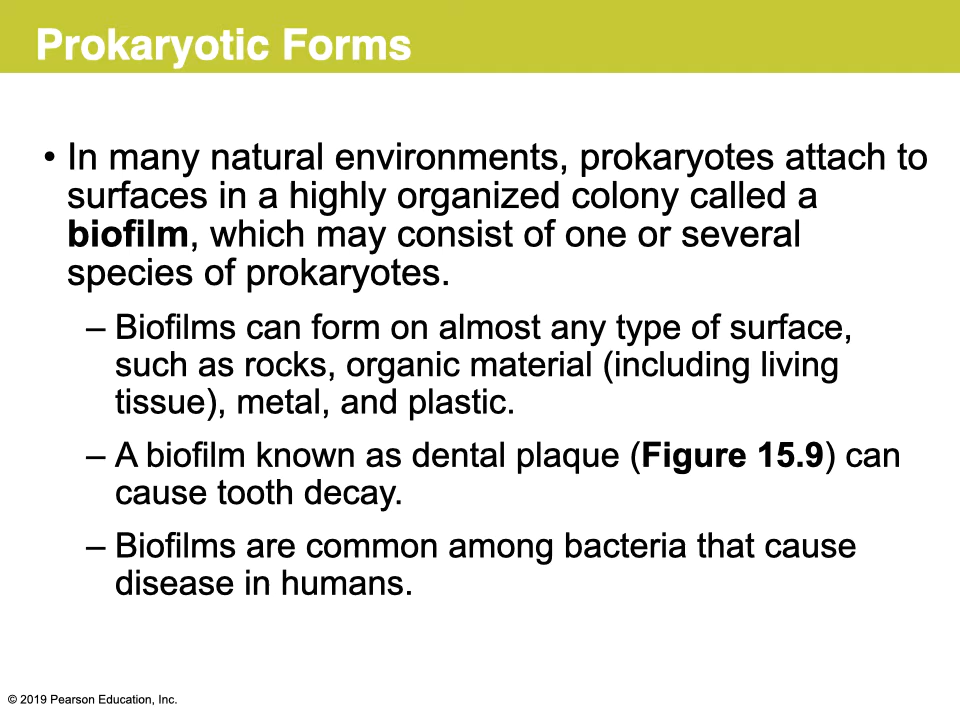 Prokaryotic Forms
• In many natural environments, prokaryotes attach to
surfaces in a highly organized colony called a
biofilm, which may consist of one or several
species of prokaryotes.
– Biofilms can form on almost any type of surface,
such as rocks, organic material (including living
tissue), metal, and plastic.
– A biofilm known as dental plaque (Figure 15.9) can
cause tooth decay.
– Biofilms are common among bacteria that cause
disease in humans.
© 2019 Pearson Education, Inc.